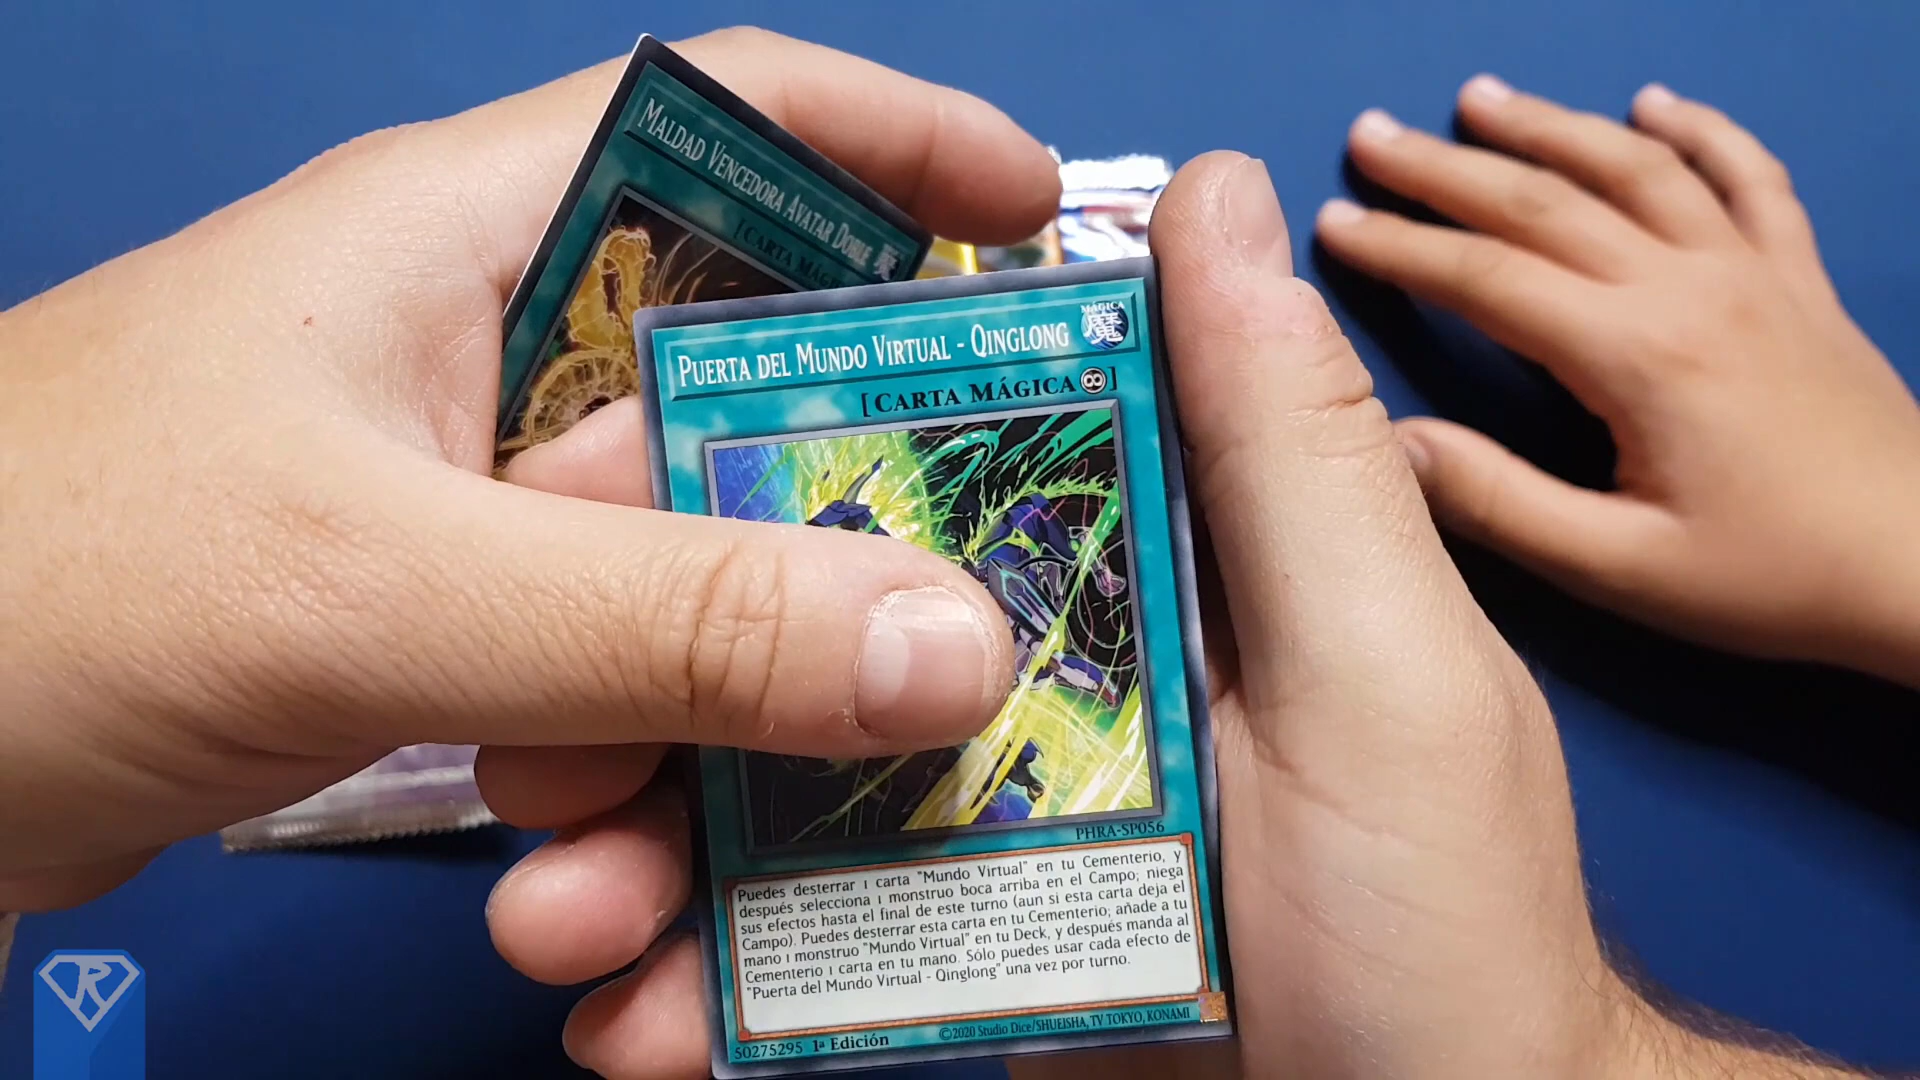 MALDAD VENCEDORA AVATAR DOBLE 魔
[CARTA
PUERTA DEL MUNDO VIRTUAL - QINGLONG
MÁGICA
魔
[CARTA MÁGICA♾]
PHRA-SP056
Puedes desterrar 1 carta "Mundo Virtual" en tu Cementerio, y
después selecciona 1 monstruo boca arriba en el Campo; niega
sus efectos hasta el final de este turno (aun si esta carta deja el
Campo). Puedes desterrar esta carta en tu Cementerio; añade a tu
mano 1 monstruo "Mundo Virtual" en tu Deck, y después manda al
Cementerio 1 carta en tu mano. Sólo puedes usar cada efecto de
"Puerta del Mundo Virtual - Qinglong" una vez por turno.
50275295 1ª Edición
©2020 Studio Dice/SHUEISHA, TV TOKYO, KONAMI
R